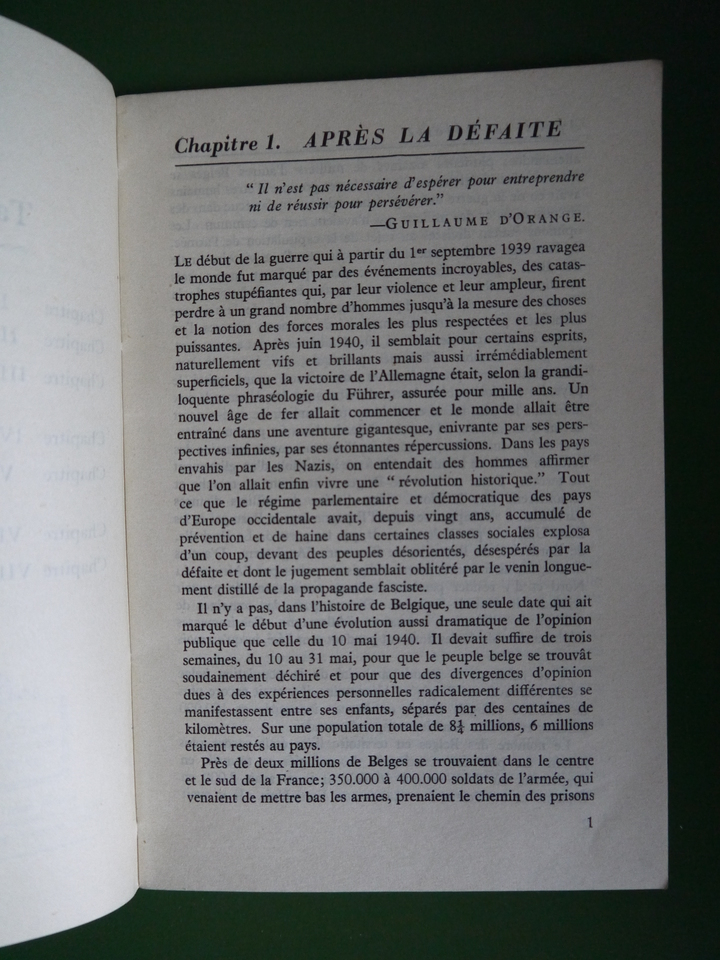 Chapitre 1. APRÈS LA DÉFAITE
“ Il n'est pas nécessaire d'espérer pour entreprendre
ni de réussir pour persévérer.”
—GUILLAUME D'ORANGE.
LE début de la guerre qui à partir du 1er septembre 1939 ravagea
le monde fut marqué par des événements incroyables, des catas-
trophes stupéfiantes qui, par leur violence et leur ampleur, firent
perdre à un grand nombre d'hommes jusqu'à la mesure des choses
et la notion des forces morales les plus respectées et les plus
puissantes. Après juin 1940, il semblait pour certains esprits,
naturellement vifs et brillants mais aussi irrémédiablement
superficiels, que la victoire de l'Allemagne était, selon la grandi-
loquente phraséologie du Führer, assurée pour mille ans. Un
nouvel âge de fer allait commencer et le monde allait être
entraîné dans une aventure gigantesque, enivrante par ses pers-
pectives infinies, par ses étonnantes répercussions. Dans les pays
envahis par les Nazis, on entendait des hommes affirmer
que l'on allait enfin vivre une “ révolution historique.” Tout
ce que le régime parlementaire et démocratique des pays
d'Europe occidentale avait, depuis vingt ans, accumulé de
prévention et de haine dans certaines classes sociales explosa
d'un coup, devant des peuples désorientés, désespérés par la
défaite et dont le jugement semblait oblitéré par le venin longue-
ment distillé de la propagande fasciste.
Il n'y a pas, dans l'histoire de Belgique, une seule date qui ait
marqué le début d'une évolution aussi dramatique de l'opinion
publique que celle du 10 mai 1940. Il devait suffire de trois
semaines, du 10 au 31 mai, pour que le peuple belge se trouvât
soudainement déchiré et pour que des divergences d'opinion
dues à des expériences personnelles radicalement différentes se
manifestassent entre ses enfants, séparés par des centaines de
kilomètres. Sur une population totale de 8¼ millions, 6 millions
étaient restés au pays.
Près de deux millions de Belges se trouvaient dans le centre
et le sud de la France; 350.000 à 400.000 soldats de l'armée, qui
venaient de mettre bas les armes, prenaient le chemin des prisons
1